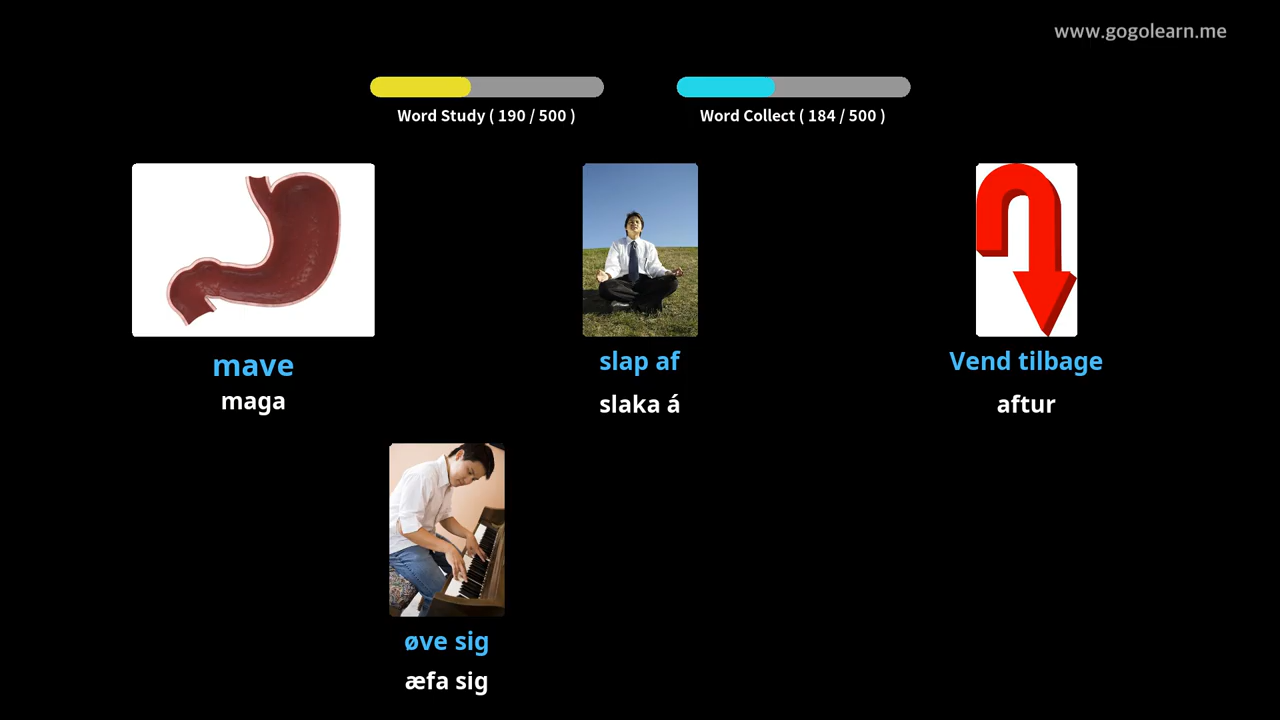 www.gogolearn.me
Word Study ( 190 / 500 )
Word Collect ( 184 / 500 )
mave
maga
slap af
slaka á
Vend tilbage
aftur
øve sig
æfa sig